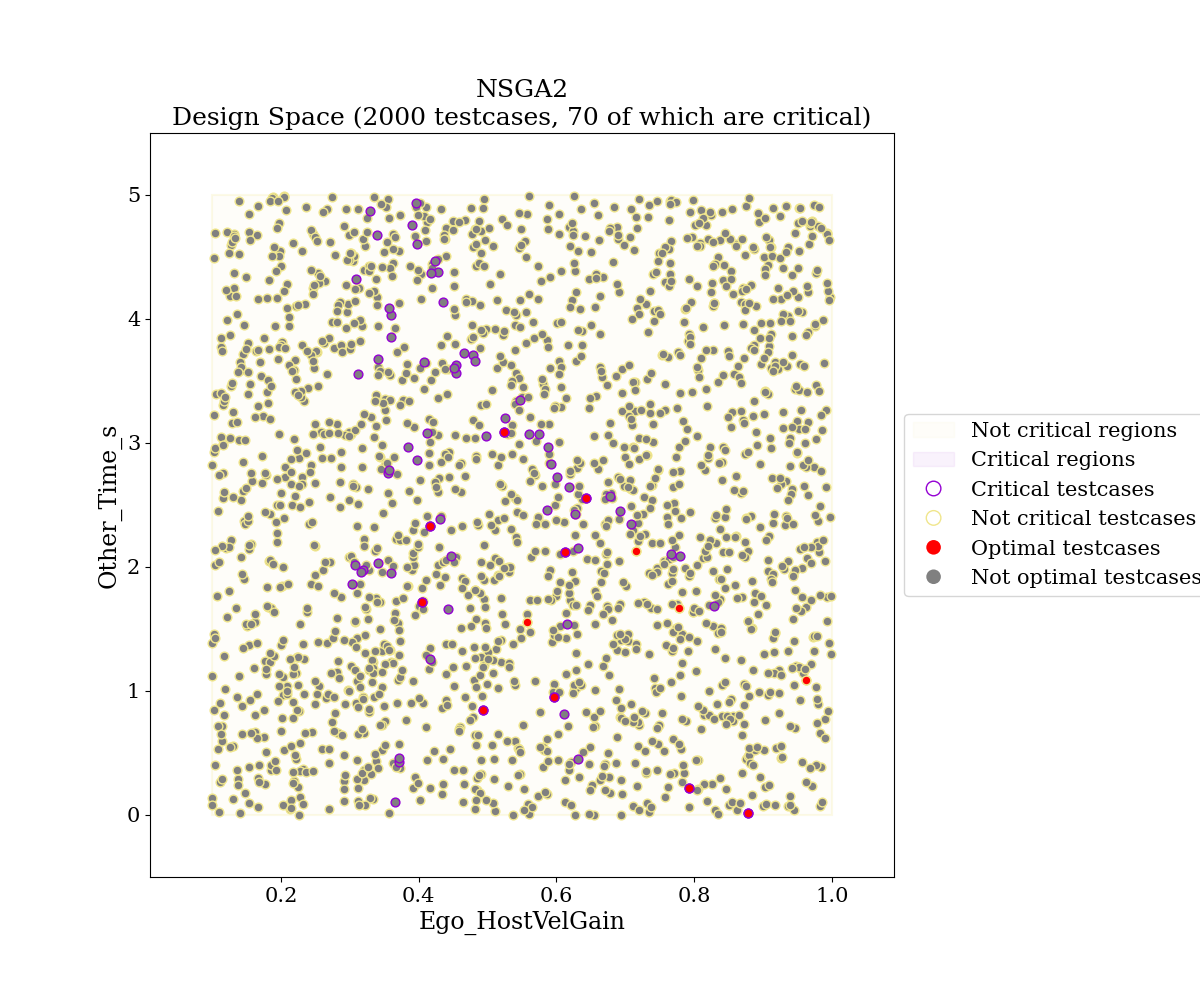 NSGA2
Design Space (2000 testcases, 70 of which are critical)
Other_Time_s
5
4
3
2
1
0
0.2
0.4
0.6
0.8
1.0
Ego_HostVelGain
Not critical regions
Critical regions
Critical testcases
Not critical testcases
Optimal testcases
Not optimal testcases